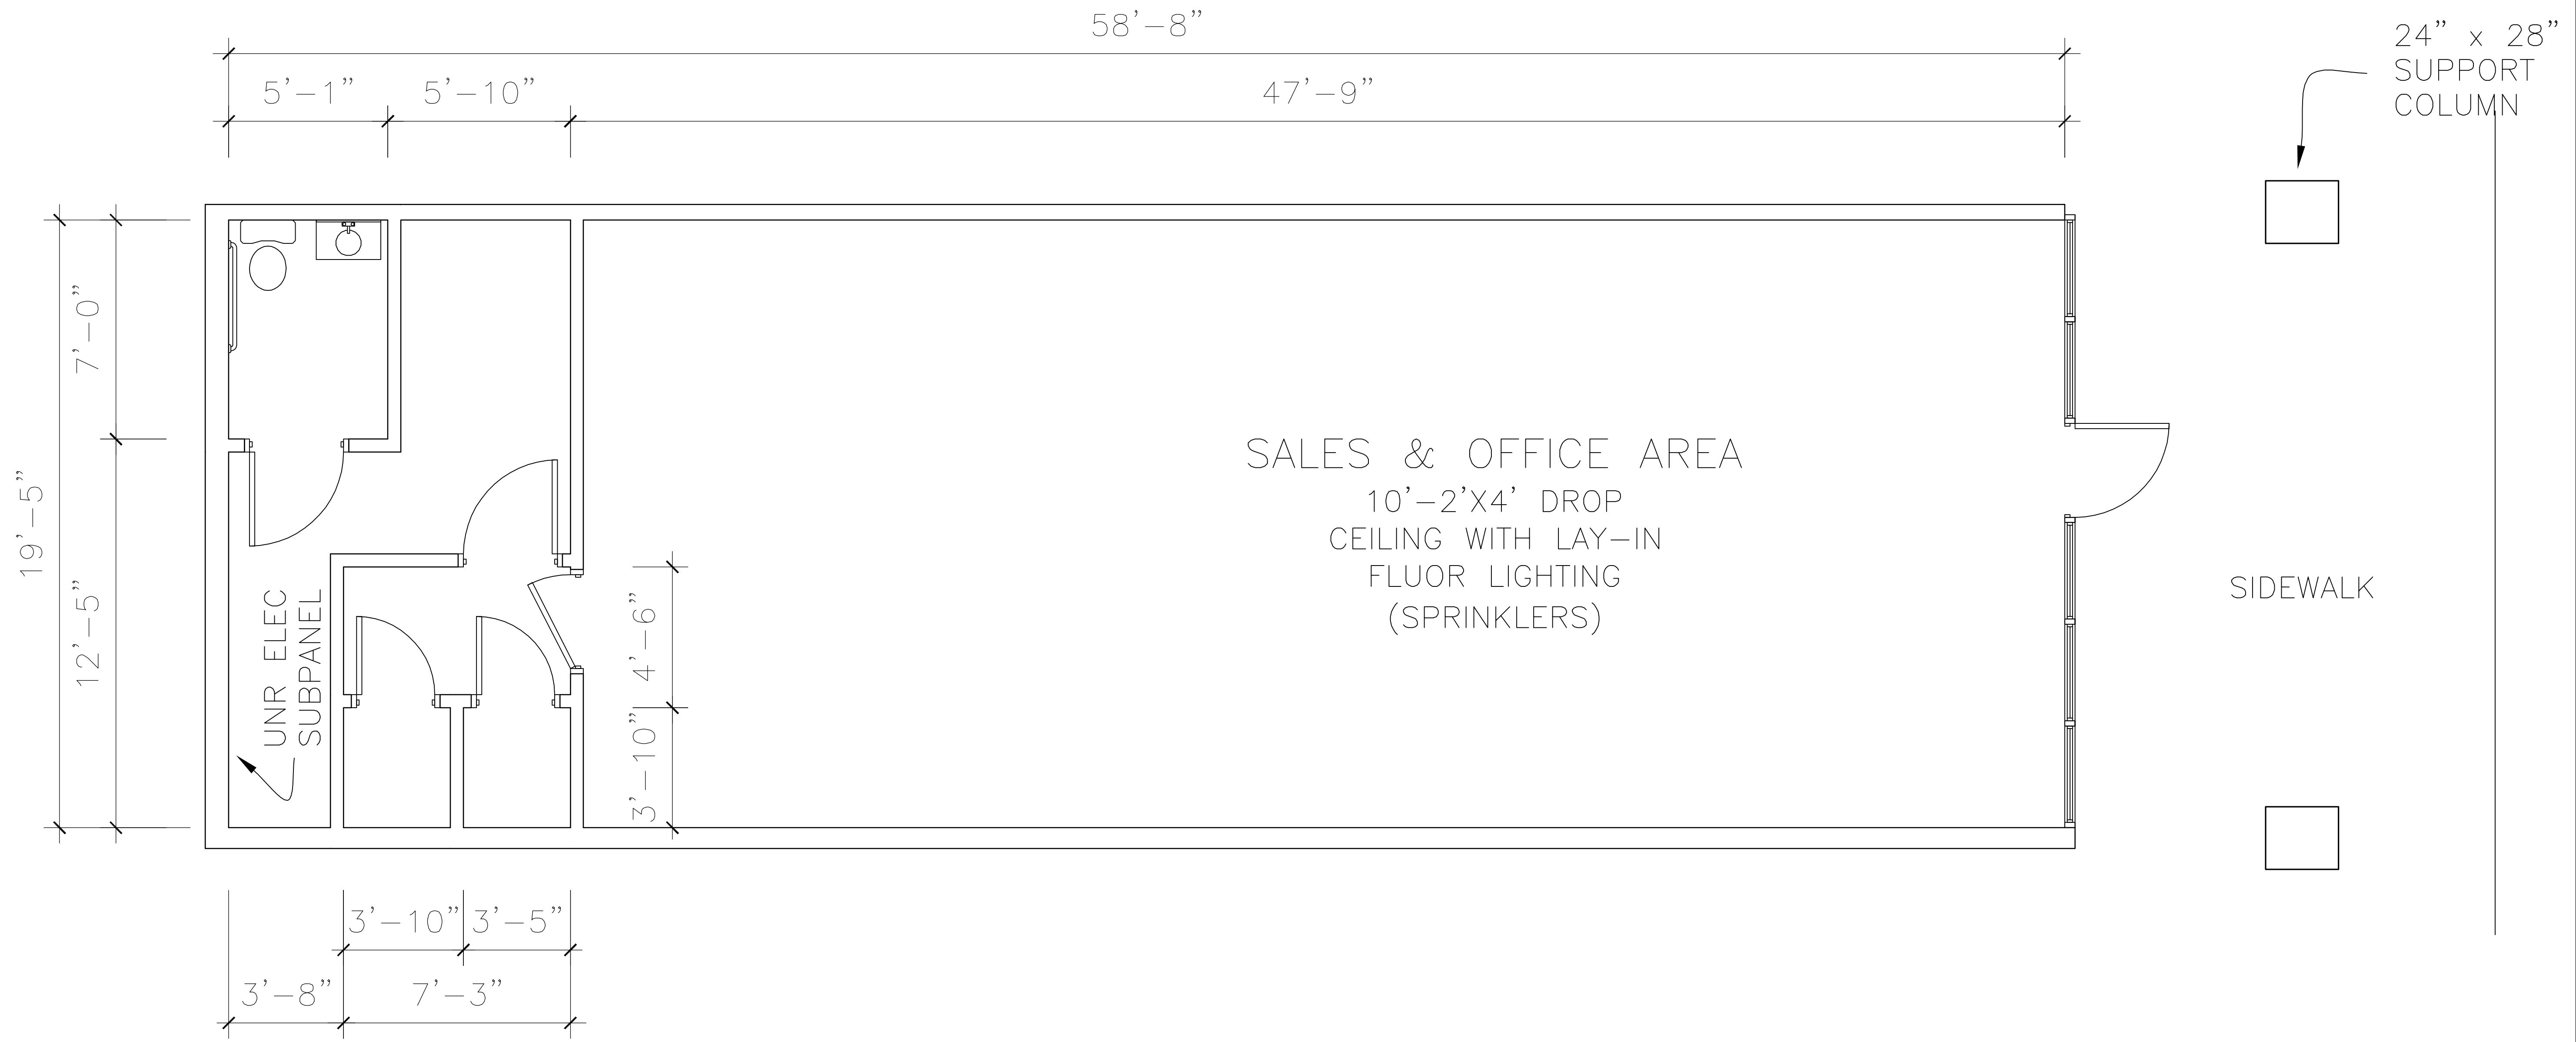 58'-8"
24" x 28"
SUPPORT
COLUMN
5'-1"
5'-10"
47'-9"
19'-5"
7'-0"
12'-5"
SALES & OFFICE AREA
10'-2'X4' DROP
CEILING WITH LAY-IN
FLUOR LIGHTING
(SPRINKLERS)
SIDEWALK
UNR ELEC
SUBPANEL
4'-6"
3'-10"
3'-10"
3'-5"
3'-8"
7'-3"